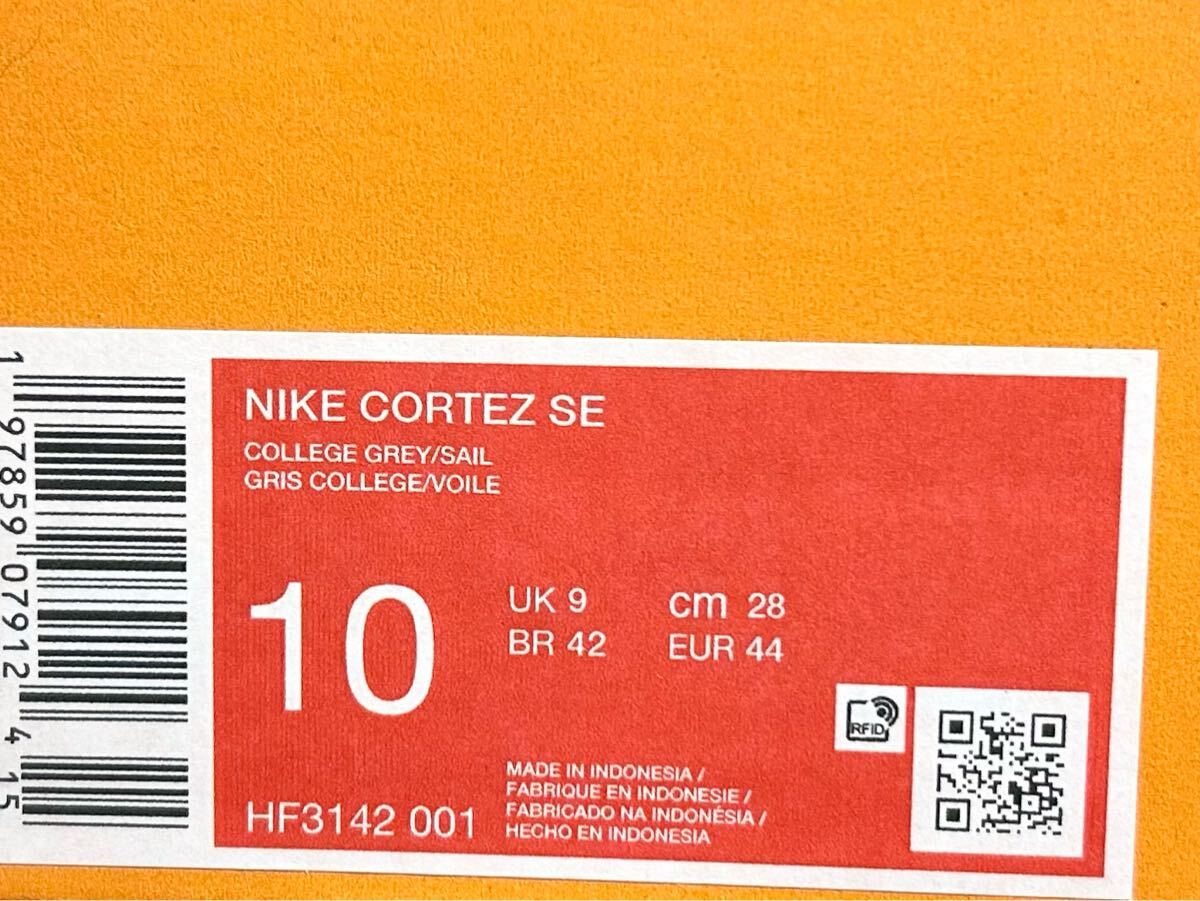 NIKE CORTEZ SE
COLLEGE GREY/SAIL
GRIS COLLEGE/VOILE
10
UK 9
BR 42
cm 28
EUR 44
RFID
HF3142 001
MADE IN INDONESIA /
FABRIQUE EN INDONESIE /
FABRICADO NA INDONÉSIA /
HECHO EN INDONESIA
1 97859 07912 4 15